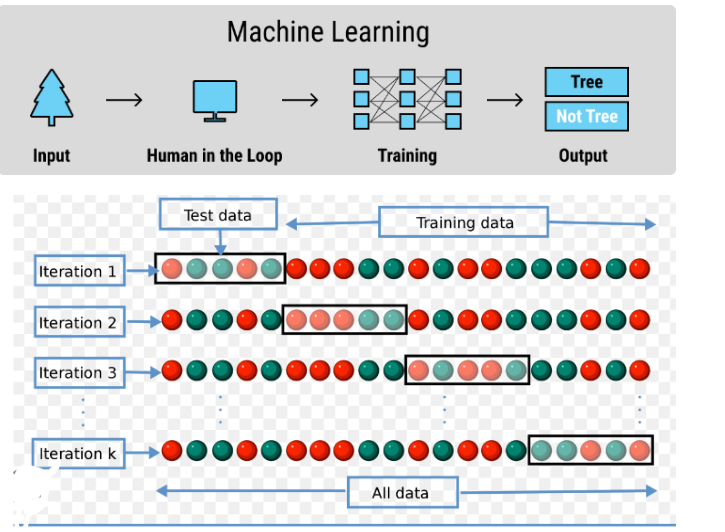 Machine Learning
Tree
Not Tree
Input
Human in the Loop
Training
Output
Test data
Training data
Iteration 1
Iteration 2
Iteration 3
Iteration k
All data